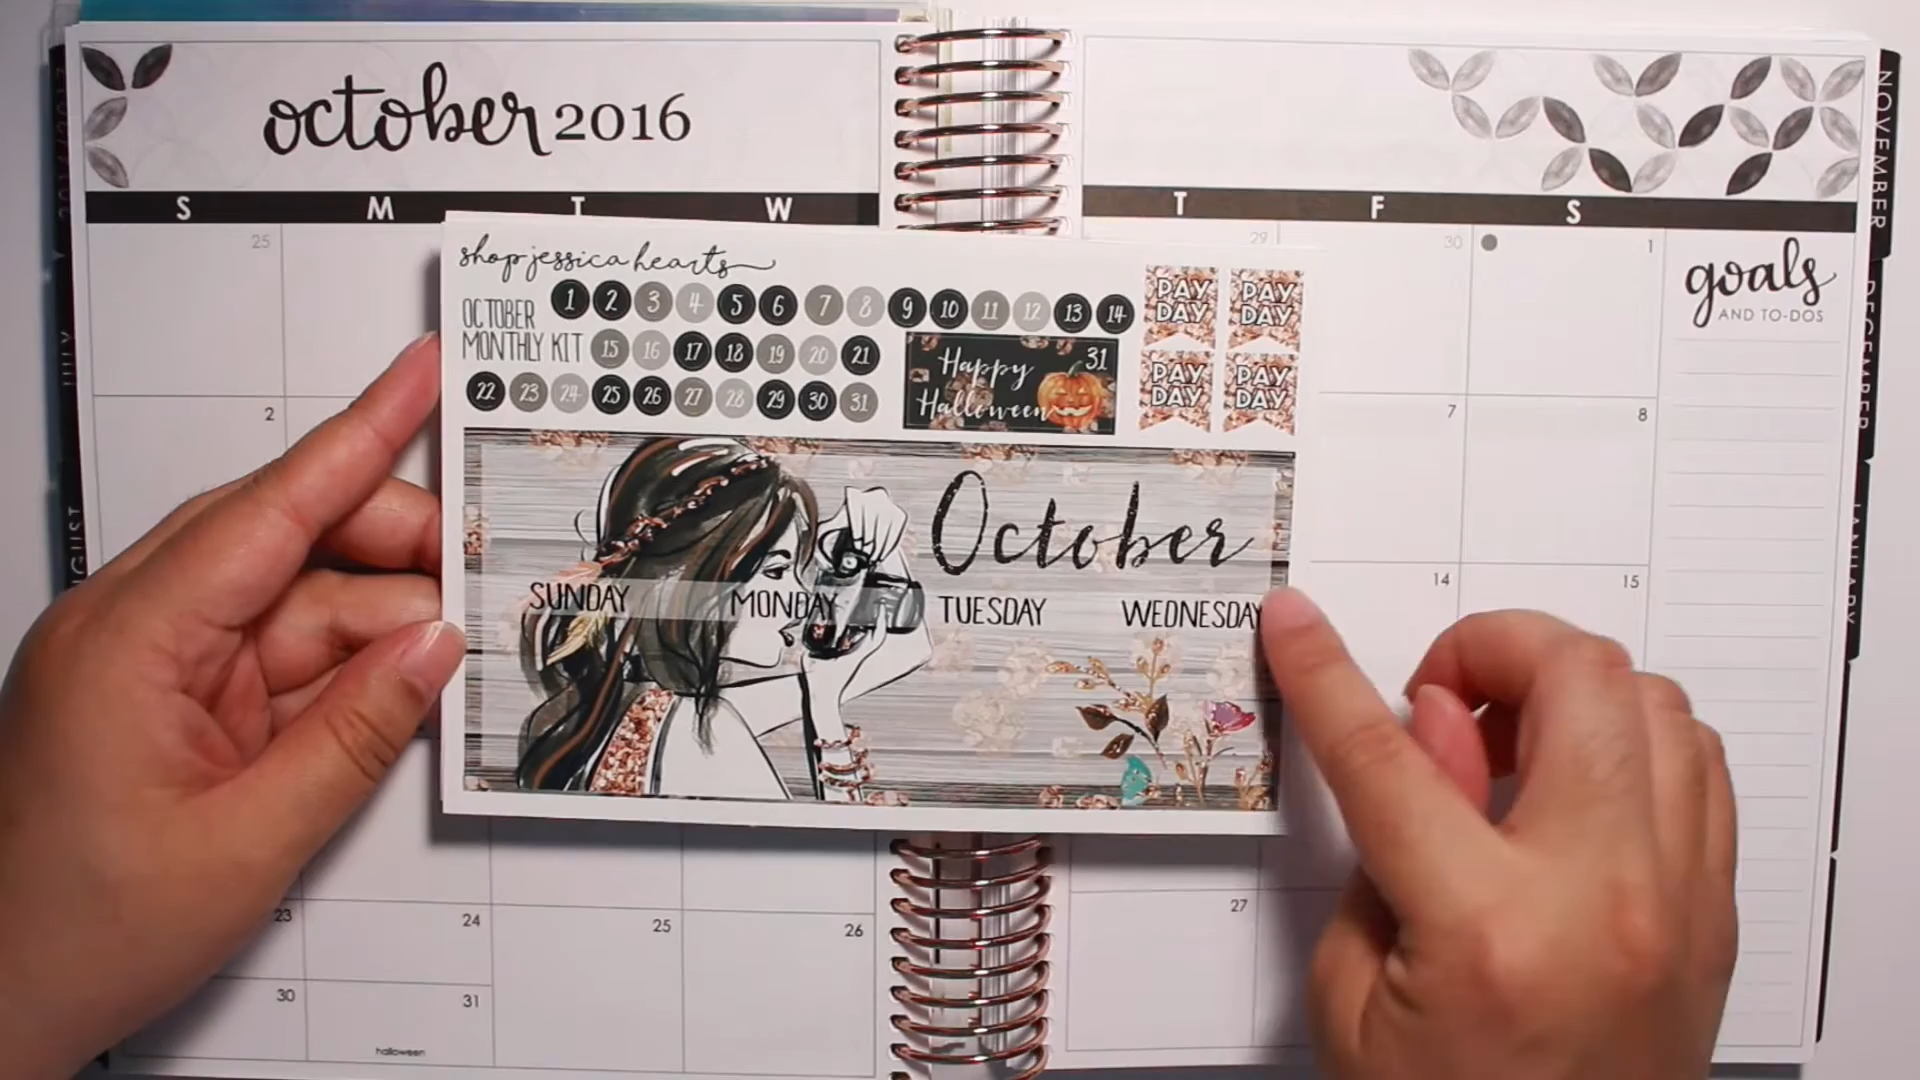 october 2016
S M T W
T F S
25
29 30 1
2
7 8
14 15
23 24 25 26
27
30 31
halloween
goals
AND TO-DOS
shop jessica hearts
OCTOBER
MONTHLY KIT
1 2 3 4 5 6 7 8 9 10 11 12 13 14
15 16 17 18 19 20 21
22 23 24 25 26 27 28 29 30 31
Happy 31
Halloween
PAY
DAY
PAY
DAY
PAY
DAY
PAY
DAY
October
SUNDAY MONDAY TUESDAY WEDNESDAY
NOVEMBER
DECEMBER
JANUARY
JULY